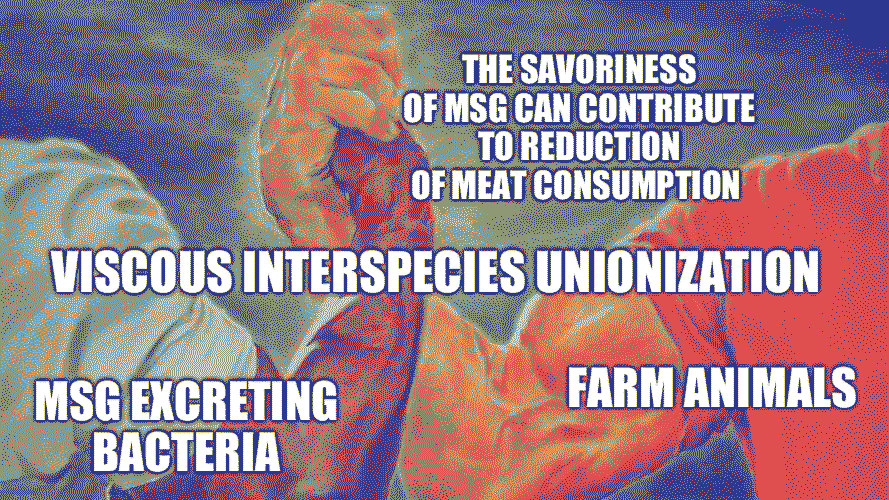 THE SAVORINESS
OF MSG CAN CONTRIBUTE
TO REDUCTION
OF MEAT CONSUMPTION
VISCOUS INTERSPECIES UNIONIZATION
MSG EXCRETING
BACTERIA
FARM ANIMALS